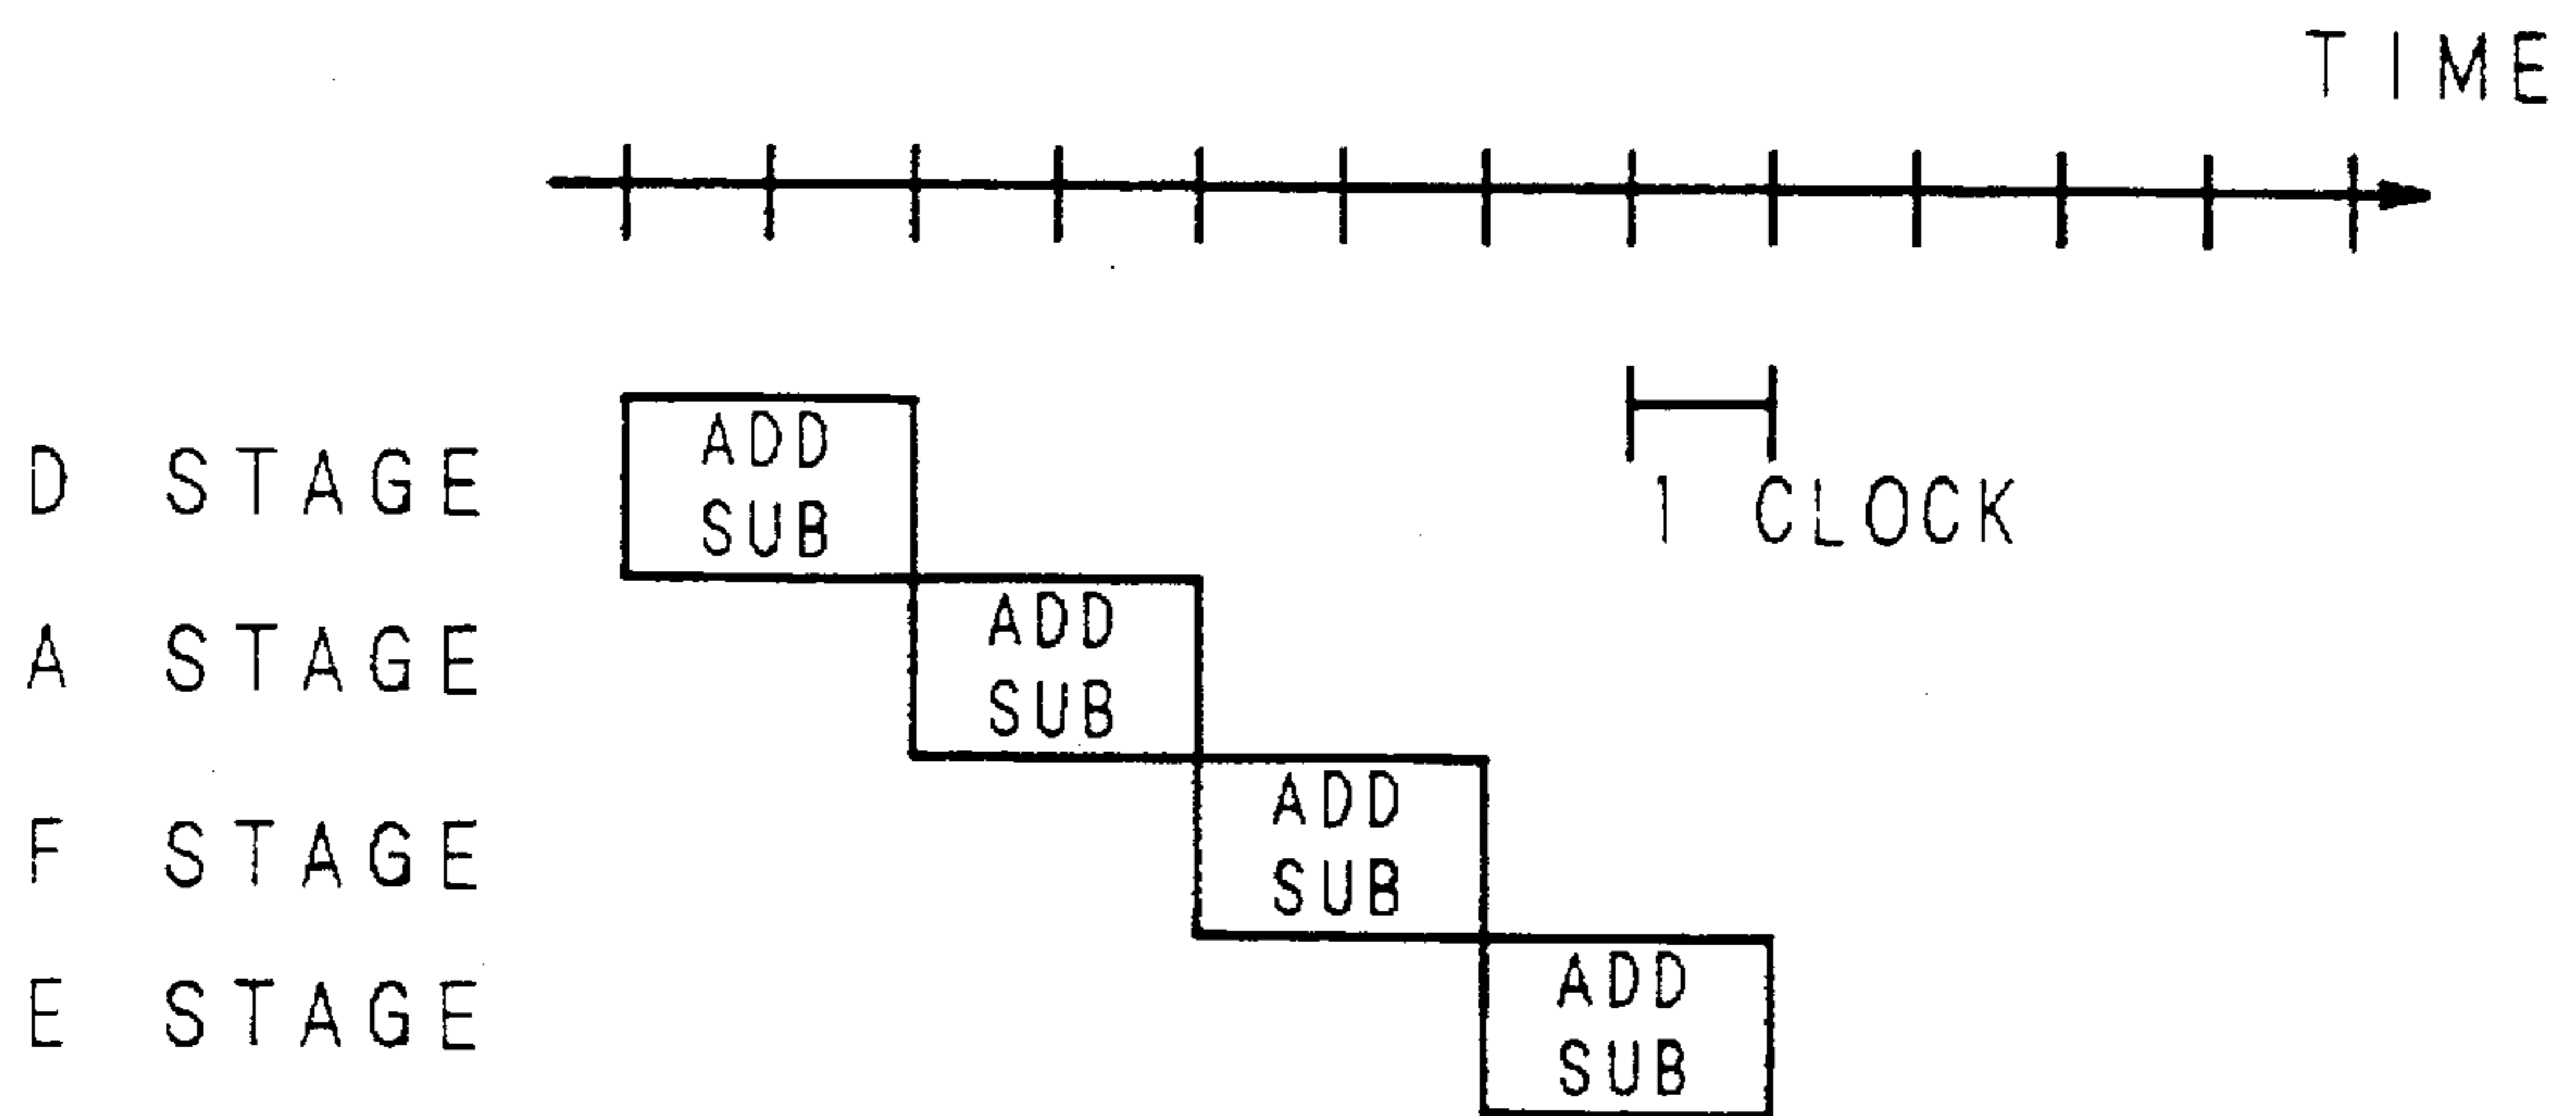 TIME
D STAGE
ADD
SUB
1 CLOCK
A STAGE
ADD
SUB
F STAGE
ADD
SUB
E STAGE
ADD
SUB